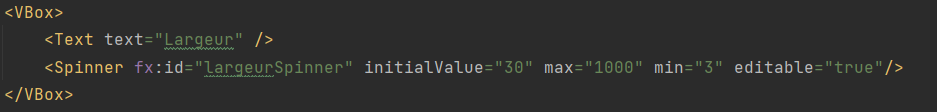 <VBox>
<Text text="Largeur" />
<Spinner fx:id="largeurSpinner" initialValue="30" max="1000" min="3" editable="true"/>
</VBox>